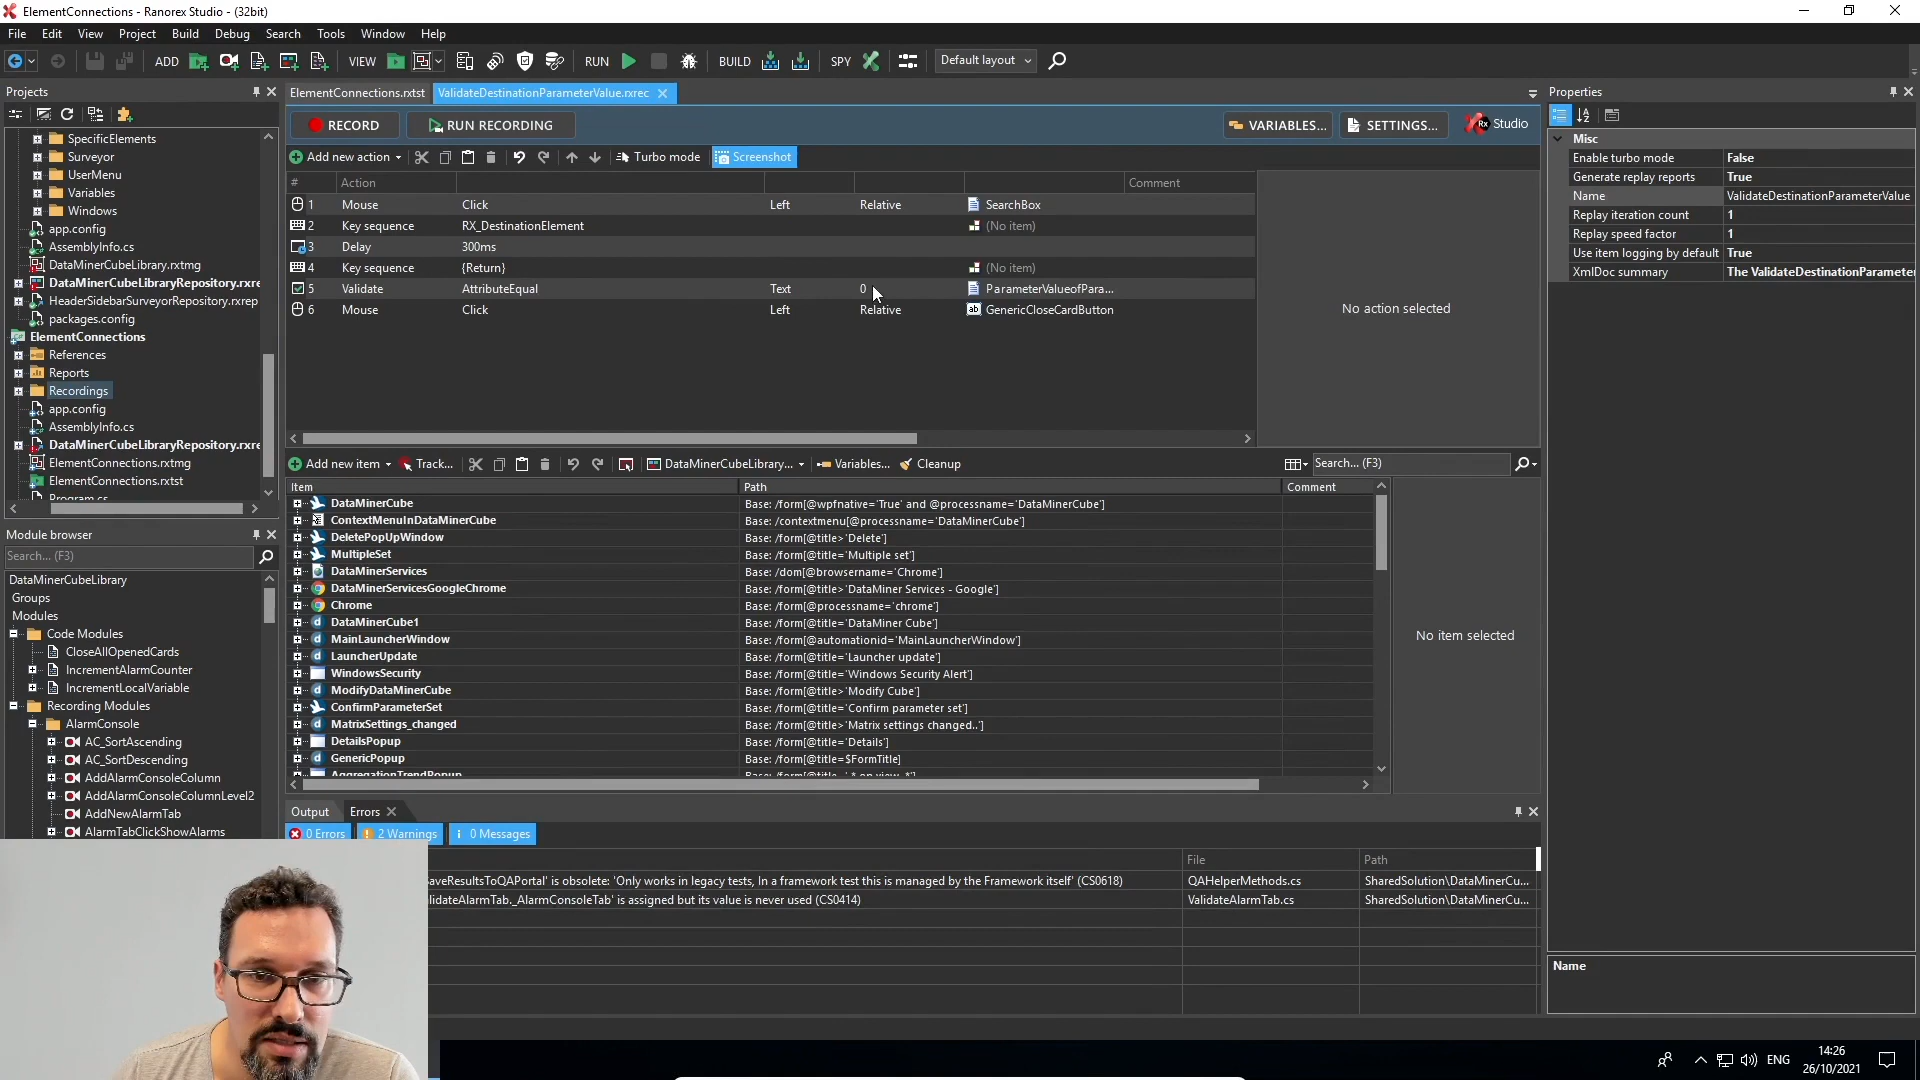 ElementConnections - Ranorex Studio - (32bit)
File Edit View Project Build Debug Search Tools Window Help
ADD VIEW RUN BUILD SPY Default layout
Projects
SpecificElements
Surveyor
UserMenu
Variables
Windows
app.config
AssemblyInfo.cs
DataMinerCubeLibrary.rxtmg
DataMinerCubeLibraryRepository.rxre
HeaderSidebarSurveyorRepository.rxrep
packages.config
ElementConnections
References
Reports
Recordings
app.config
AssemblyInfo.cs
DataMinerCubeLibraryRepository.rxre
ElementConnections.rxtmg
ElementConnections.rxtst
Program.cs
Module browser
Search... (F3)
DataMinerCubeLibrary
Groups
Modules
Code Modules
CloseAllOpenedCards
IncrementAlarmCounter
IncrementLocalVariable
Recording Modules
AlarmConsole
AC_SortAscending
AC_SortDescending
AddAlarmConsoleColumn
AddAlarmConsoleColumnLevel2
AddNewAlarmTab
AlarmTabClickShowAlarms
ElementConnections.rxtst ValidateDestinationParameterValue.rxrec
RECORD RUN RECORDING VARIABLES... SETTINGS... Rx Studio
Add new action Turbo mode Screenshot
# Action Comment
1 Mouse Click Left Relative SearchBox
2 Key sequence RX_DestinationElement (No item)
3 Delay 300ms
4 Key sequence {Return} (No item)
5 Validate AttributeEqual Text 0 ParameterValueofPara...
6 Mouse Click Left Relative ab GenericCloseCardButton
No action selected
Add new item Track... DataMinerCubeLibrary... Variables... Cleanup Search... (F3)
Item Path Comment
DataMinerCube Base: /form[@wpfnative='True' and @processname='DataMinerCube']
ContextMenuInDataMinerCube Base: /contextmenu[@processname='DataMinerCube']
DeletePopUpWindow Base: /form[@title>'Delete']
MultipleSet Base: /form[@title>'Multiple set']
DataMinerServices Base: /dom[@browsername='Chrome']
DataMinerServicesGoogleChrome Base: /form[@title>'DataMiner Services - Google']
Chrome Base: /form[@processname='chrome']
DataMinerCube1 Base: /form[@title='DataMiner Cube']
MainLauncherWindow Base: /form[@automationid='MainLauncherWindow']
LauncherUpdate Base: /form[@title='Launcher update']
WindowsSecurity Base: /form[@title='Windows Security Alert']
ModifyDataMinerCube Base: /form[@title>'Modify Cube']
ConfirmParameterSet Base: /form[@title='Confirm parameter set']
MatrixSettings_changed Base: /form[@title>'Matrix settings changed..']
DetailsPopup Base: /form[@title='Details']
GenericPopup Base: /form[@title=$FormTitle]
AggregationTrendPopup
No item selected
Output Errors
0 Errors 2 Warnings 0 Messages
File Path
SaveResultsToQAPortal' is obsolete: 'Only works in legacy tests, In a framework test this is managed by the Framework itself' (CS0618) QAHelperMethods.cs SharedSolution\DataMinerCu...
lidateAlarmTab._AlarmConsoleTab' is assigned but its value is never used (CS0414) ValidateAlarmTab.cs SharedSolution\DataMinerCu...
Properties
Misc
Enable turbo mode False
Generate replay reports True
Name ValidateDestinationParameterValue
Replay iteration count 1
Replay speed factor 1
Use item logging by default True
XmlDoc summary The ValidateDestinationParameter
Name
ENG 14:26
26/10/2021